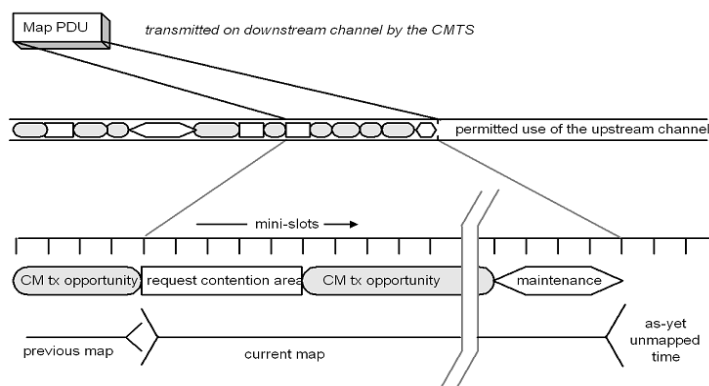 Map PDU
transmitted on downstream channel by the CMTS
permitted use of the upstream channel
mini-slots
CM tx opportunity
request contention area
CM tx opportunity
maintenance
previous map
current map
as-yet
unmapped
time